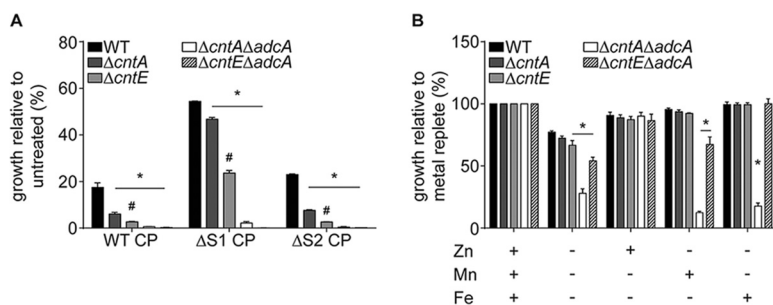 A
growth relative to
untreated (%)
80
60
40
20
0
WT
ΔcntA
ΔcntE
ΔcntAΔadcA
ΔcntEΔadcA
*
*
*
#
#
#
WT CP
ΔS1 CP
ΔS2 CP
B
growth relative to
metal replete (%)
150
100
50
0
WT
ΔcntA
ΔcntE
ΔcntAΔadcA
ΔcntEΔadcA
*
*
*
Zn + - + - -
Mn + - - + -
Fe + - - - +